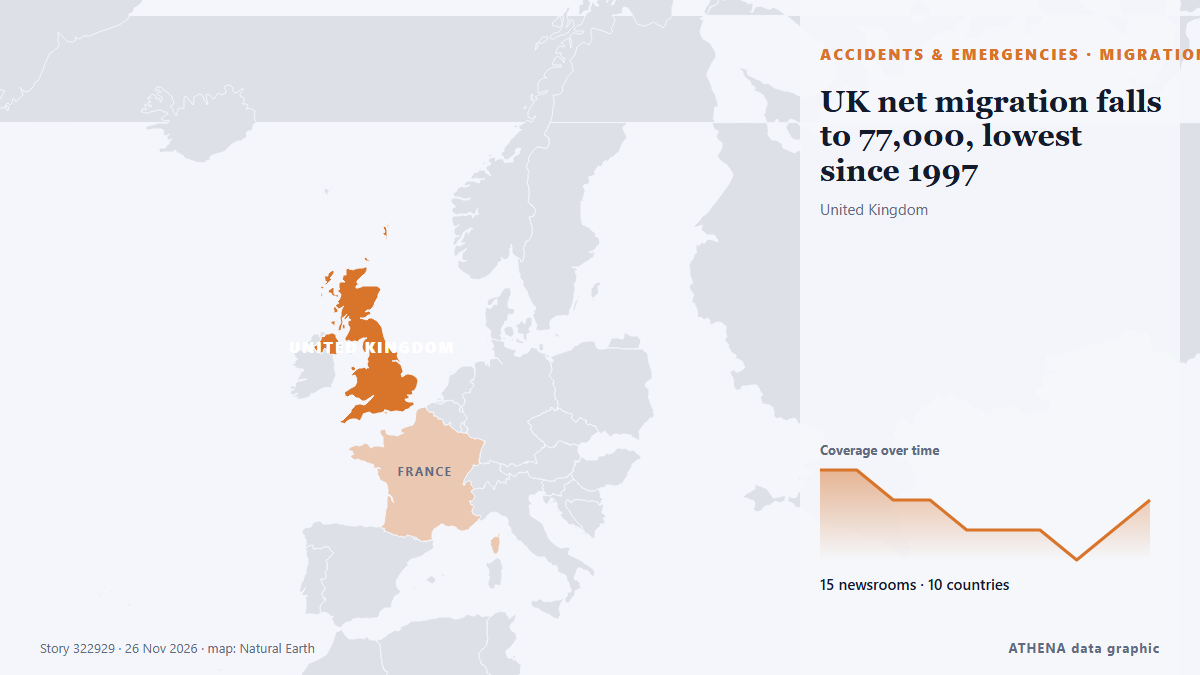 ACCIDENTS & EMERGENCIES · MIGRATIO
UK net migration falls
to 77,000, lowest
since 1997
United Kingdom
UNITED KINGDOM
FRANCE
Coverage over time
15 newsrooms · 10 countries
Story 322929 · 26 Nov 2026 · map: Natural Earth
ATHENA data graphic